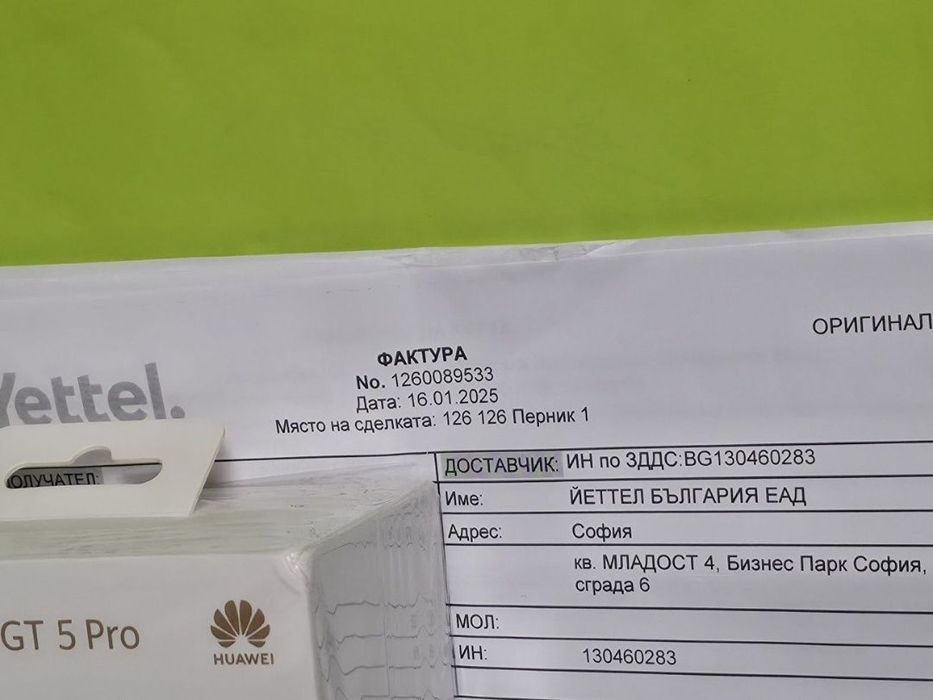 ОРИГИНАЛ
Yettel.
ФАКТУРА
No. 1260089533
Дата: 16.01.2025
Място на сделката: 126 126 Перник 1
ОЛУЧАТЕЛ:
ДОСТАВЧИК: ИН по ЗДДС:BG130460283
Име: ЙЕТТЕЛ БЪЛГАРИЯ ЕАД
Адрес: София
кв. МЛАДОСТ 4, Бизнес Парк София,
сграда 6
МОЛ:
ИН: 130460283
GT 5 Pro
HUAWEI